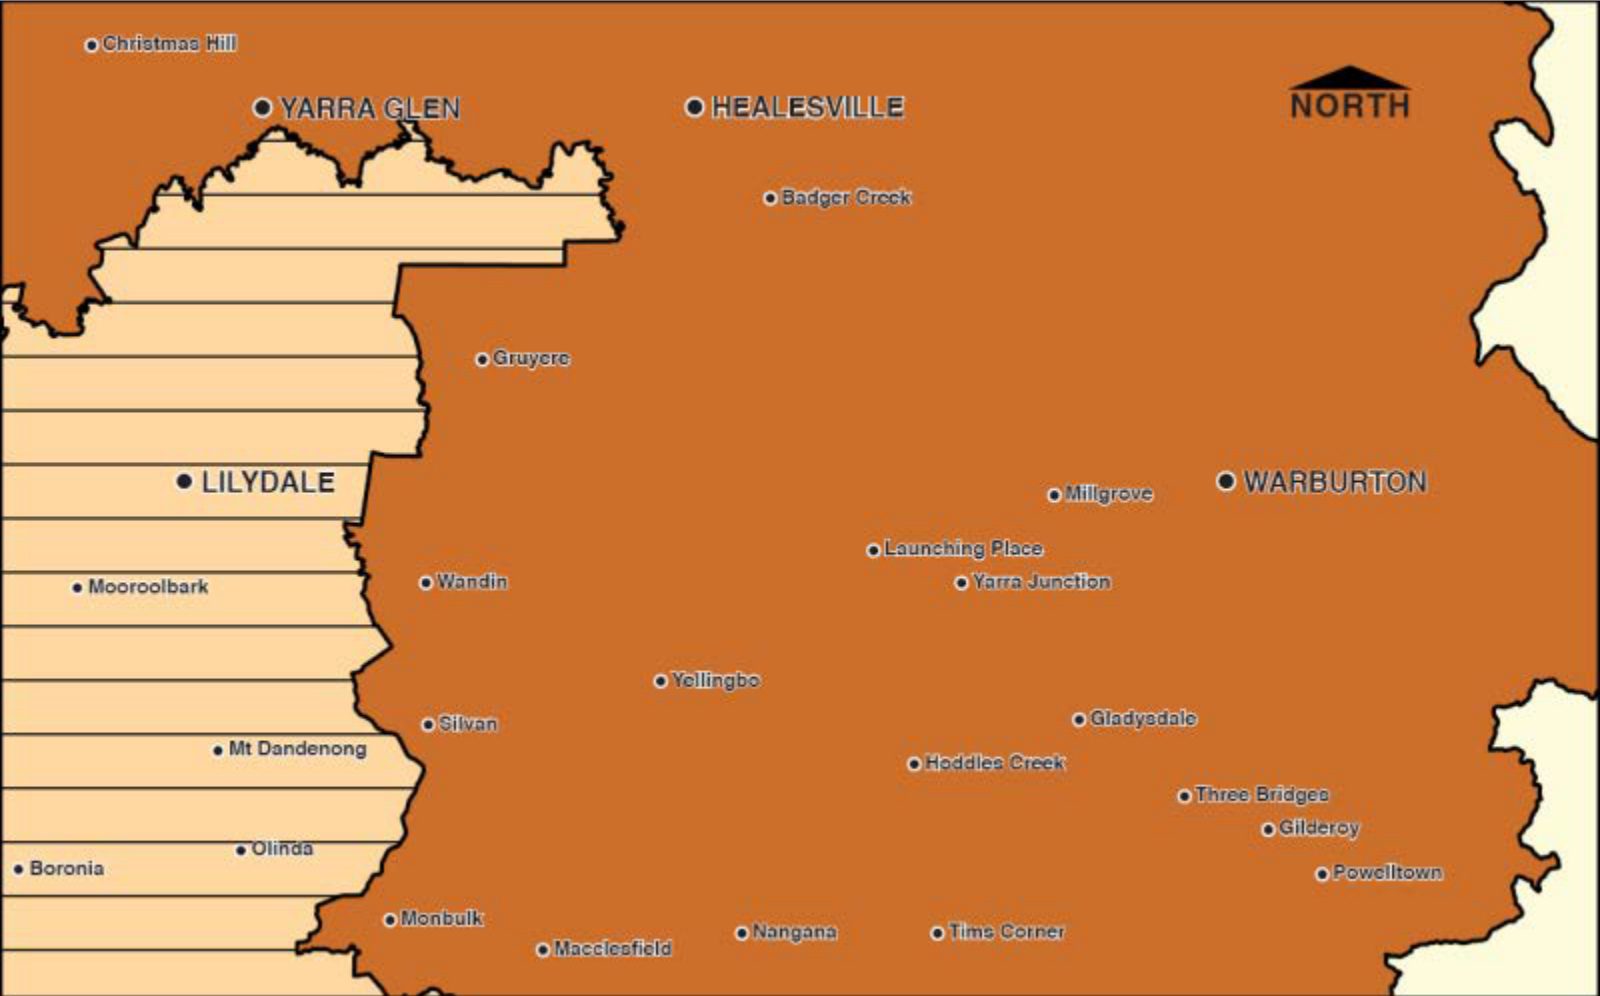 Christmas Hill
YARRA GLEN
HEALESVILLE
NORTH
Badger Creek
Gruyere
LILYDALE
WARBURTON
Millgrove
Launching Place
Mooroolbark
Wandin
Yarra Junction
Yellingbo
Silvan
Gladysdale
Mt Dandenong
Hoddles Creek
Three Bridges
Gilderoy
Olinda
Boronia
Powelltown
Monbulk
Nangana
Tims Corner
Macclesfield